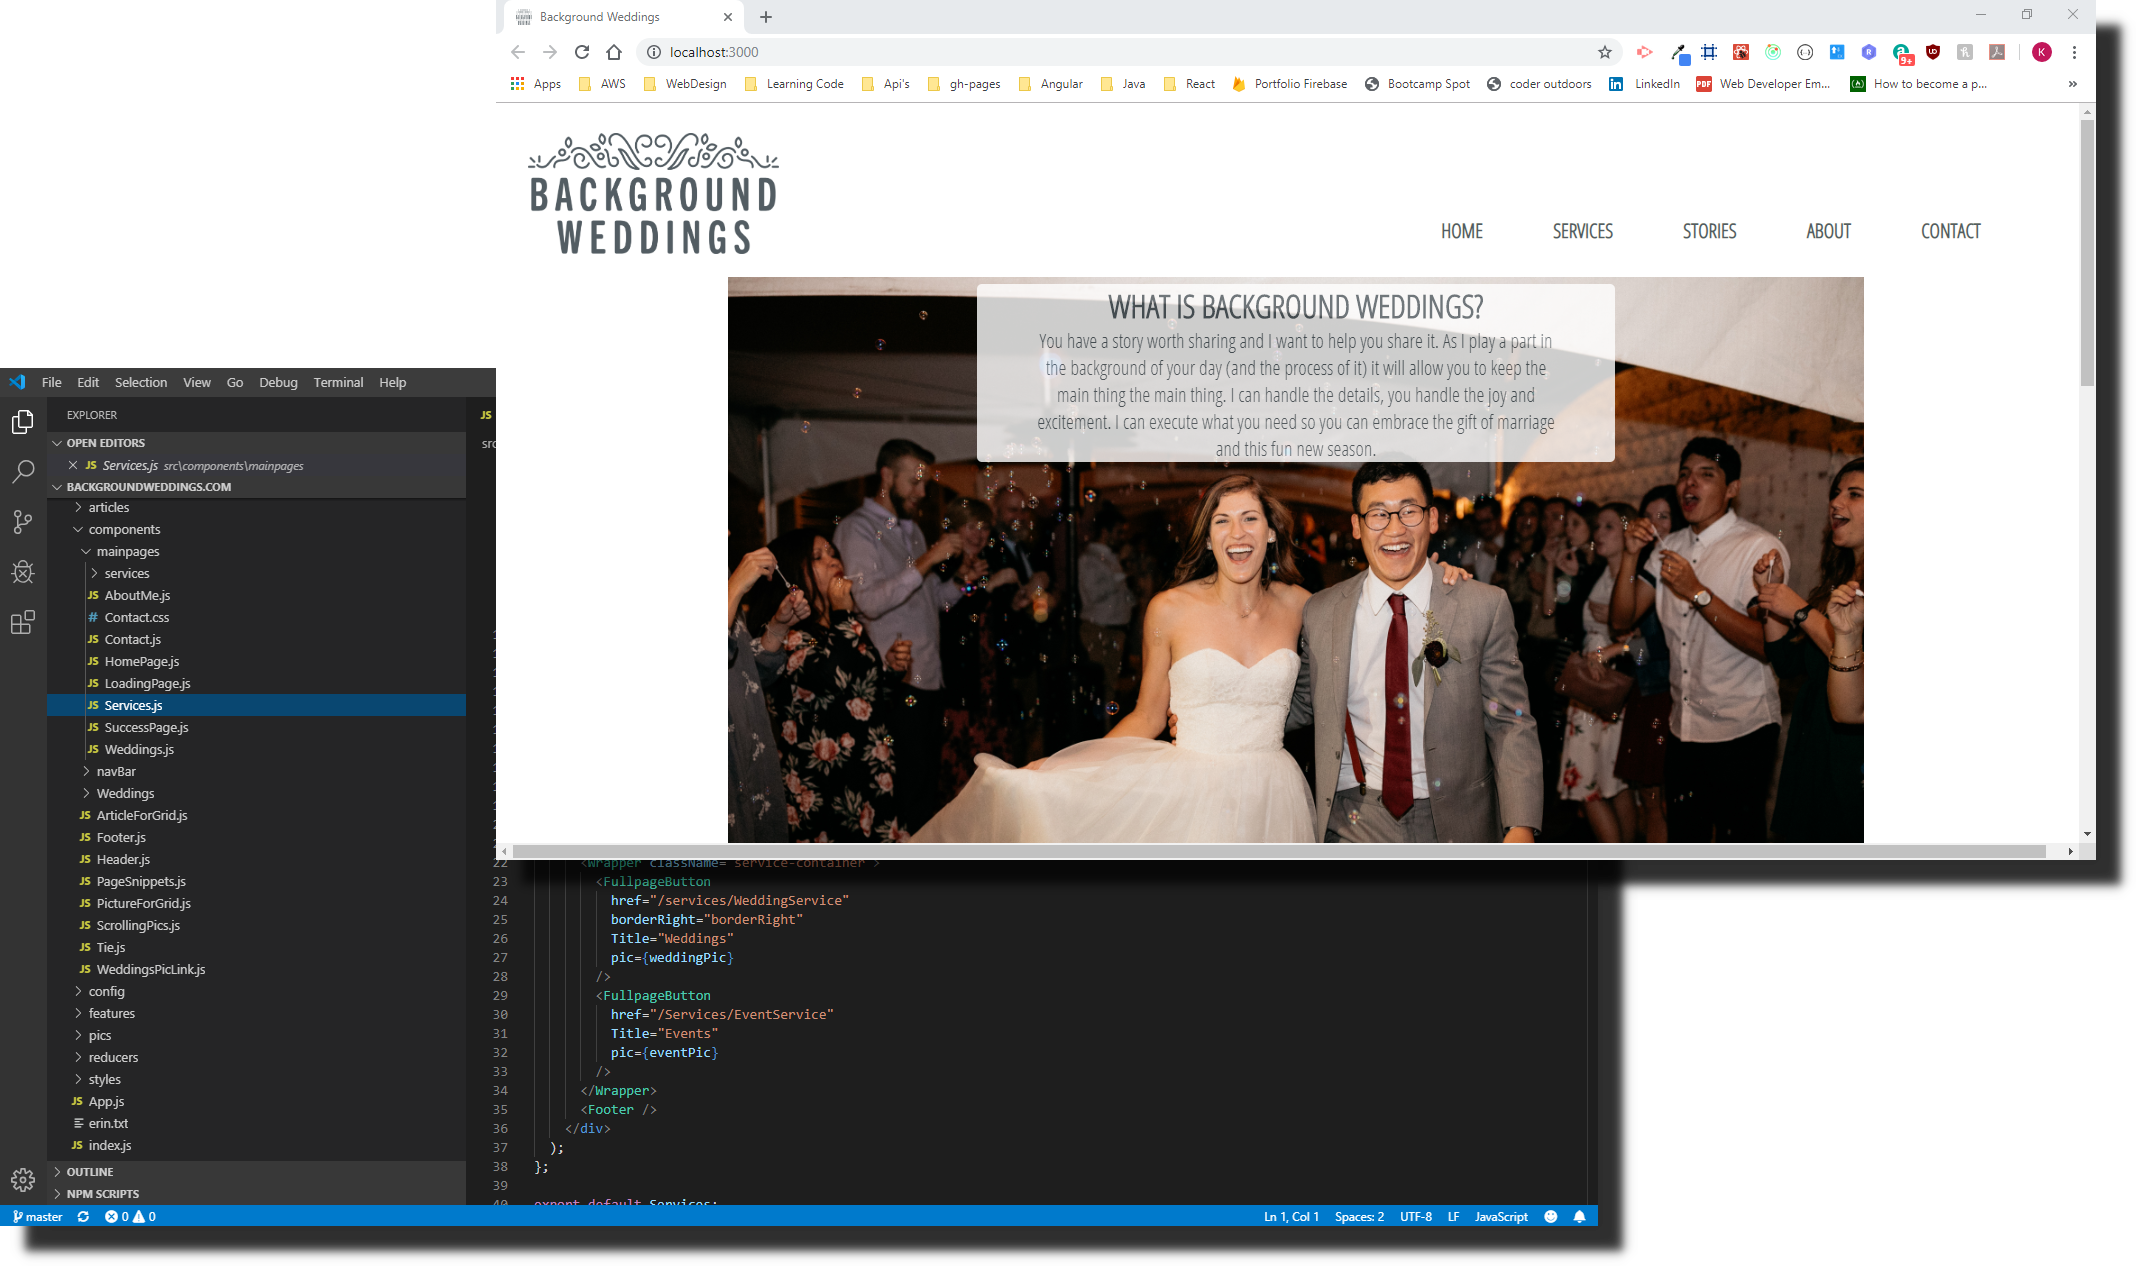 Background Weddings
localhost:3000
K
9+
Apps AWS WebDesign Learning Code Api's gh-pages Angular Java React Portfolio Firebase Bootcamp Spot coder outdoors LinkedIn PDF Web Developer Em... How to become a p... »
BACKGROUND
WEDDINGS
HOME SERVICES STORIES ABOUT CONTACT
WHAT IS BACKGROUND WEDDINGS?
You have a story worth sharing and I want to help you share it. As I play a part in
the background of your day (and the process of it) it will allow you to keep the
main thing the main thing. I can handle the details, you handle the joy and
excitement. I can execute what you need so you can embrace the gift of marriage
and this fun new season.
File Edit Selection View Go Debug Terminal Help
EXPLORER
JS
OPEN EDITORS
JS Services.js src\components\mainpages
src
BACKGROUNDWEDDINGS.COM
articles
components
mainpages
services
JS AboutMe.js
# Contact.css
JS Contact.js
JS HomePage.js
JS LoadingPage.js
JS Services.js
JS SuccessPage.js
JS Weddings.js
navBar
Weddings
JS ArticleForGrid.js
JS Footer.js
JS Header.js
JS PageSnippets.js
JS PictureForGrid.js
JS ScrollingPics.js
JS Tie.js
JS WeddingsPicLink.js
config
features
pics
reducers
styles
JS App.js
erin.txt
JS index.js
OUTLINE
NPM SCRIPTS
22 <Wrapper className="service-container">
23 <FullpageButton
24 href="/services/WeddingService"
25 borderRight="borderRight"
26 Title="Weddings"
27 pic={weddingPic}
28 />
29 <FullpageButton
30 href="/Services/EventService"
31 Title="Events"
32 pic={eventPic}
33 />
34 </Wrapper>
35 <Footer />
36 </div>
37 );
38 };
39
40 export default Services;
master 0 0 Ln 1, Col 1 Spaces: 2 UTF-8 LF JavaScript